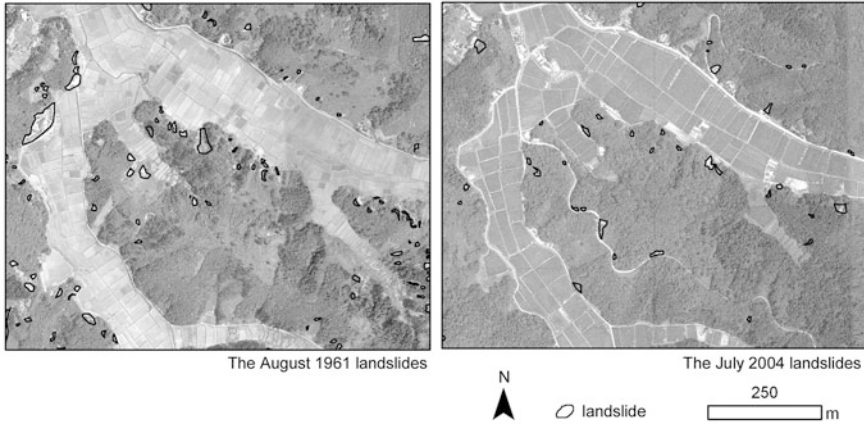 The August 1961 landslides
The July 2004 landslides
N
landslide
250
m